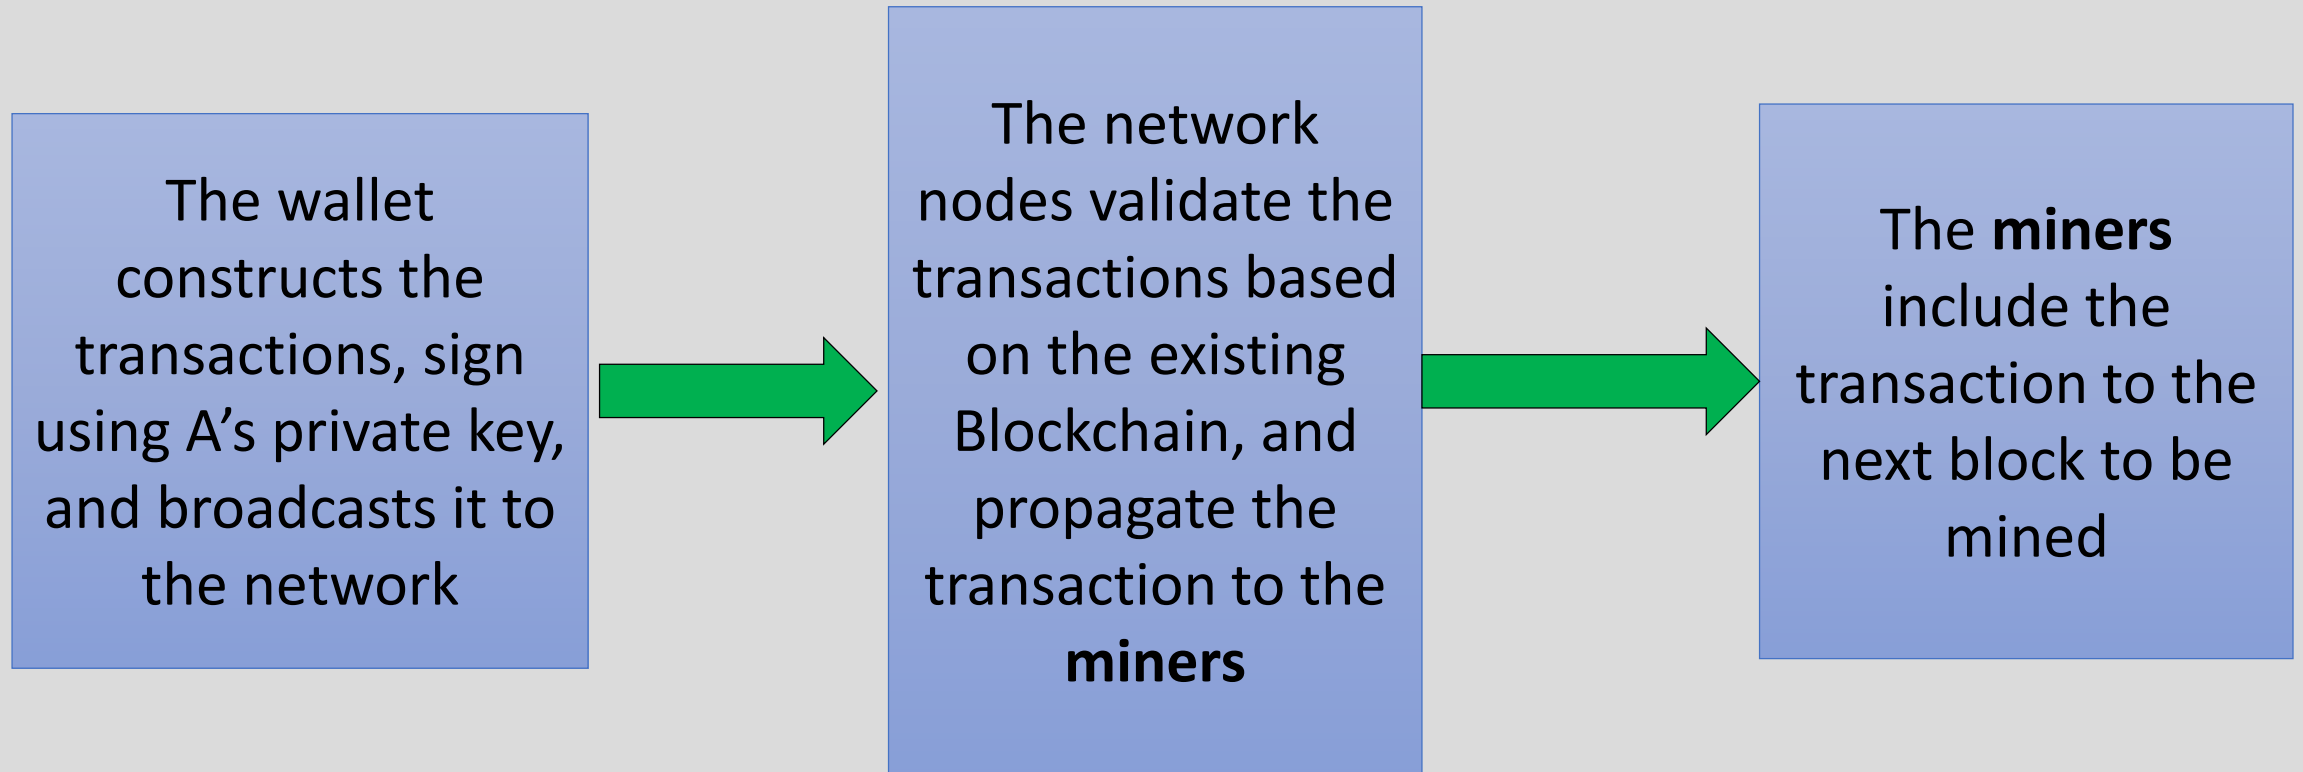 The wallet
constructs the
transactions, sign
using A’s private key,
and broadcasts it to
the network
The network
nodes validate the
transactions based
on the existing
Blockchain, and
propagate the
transaction to the
miners
The miners
include the
transaction to the
next block to be
mined